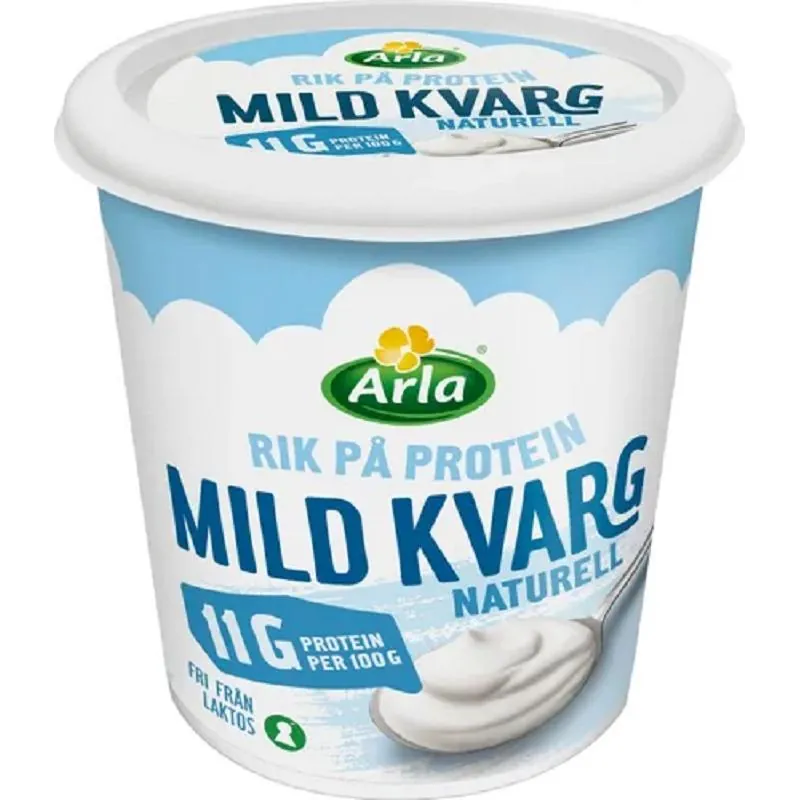 Arla
RIK PÅ PROTEIN
MILD KVARG
NATURELL
11G PROTEIN
PER 100 G
Arla®
RIK PÅ PROTEIN
MILD KVARG
NATURELL
11G PROTEIN
PER 100 G
FRI FRÅN
LAKTOS